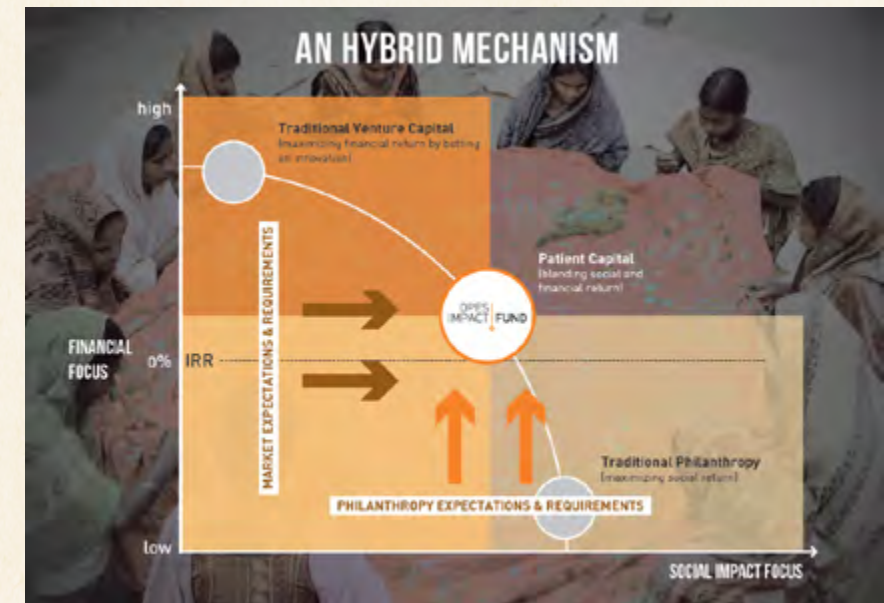 AN HYBRID MECHANISM
high
Traditional Venture Capital
(maximizing financial return by betting
on innovation)
MARKET EXPECTATIONS & REQUIREMENTS
Patient Capital
(blending social and
financial return)
OPES
IMPACT FUND
FINANCIAL
FOCUS
0% IRR
Traditional Philanthropy
(maximizing social return)
PHILANTHROPY EXPECTATIONS & REQUIREMENTS
low
SOCIAL IMPACT FOCUS